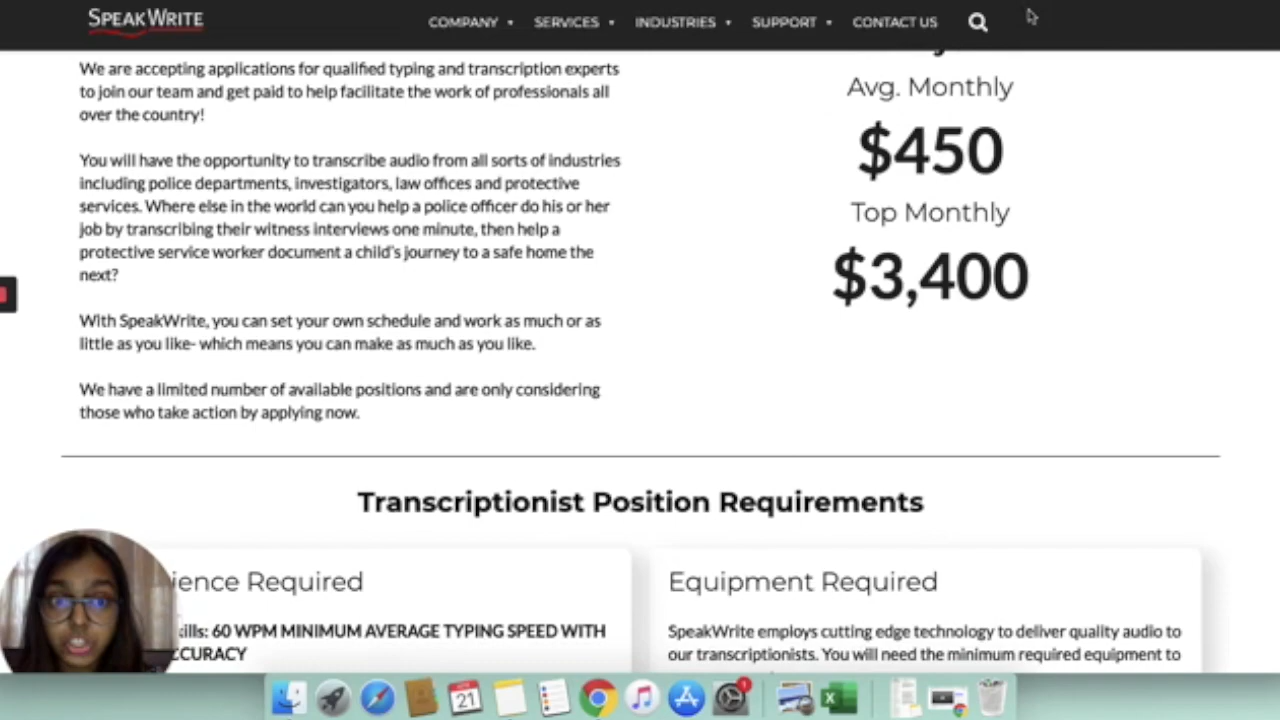 SPEAKWRITE
COMPANY
SERVICES
INDUSTRIES
SUPPORT
CONTACT US
We are accepting applications for qualified typing and transcription experts
to join our team and get paid to help facilitate the work of professionals all
over the country!
You will have the opportunity to transcribe audio from all sorts of industries
including police departments, investigators, law offices and protective
services. Where else in the world can you help a police officer do his or her
job by transcribing their witness interviews one minute, then help a
protective service worker document a child's journey to a safe home the
next?
With SpeakWrite, you can set your own schedule and work as much or as
little as you like- which means you can make as much as you like.
We have a limited number of available positions and are only considering
those who take action by applying now.
Avg. Monthly
$450
Top Monthly
$3,400
Transcriptionist Position Requirements
ience Required
kills: 60 WPM MINIMUM AVERAGE TYPING SPEED WITH
CCURACY
Equipment Required
SpeakWrite employs cutting edge technology to deliver quality audio to
our transcriptionists. You will need the minimum required equipment to
21
1